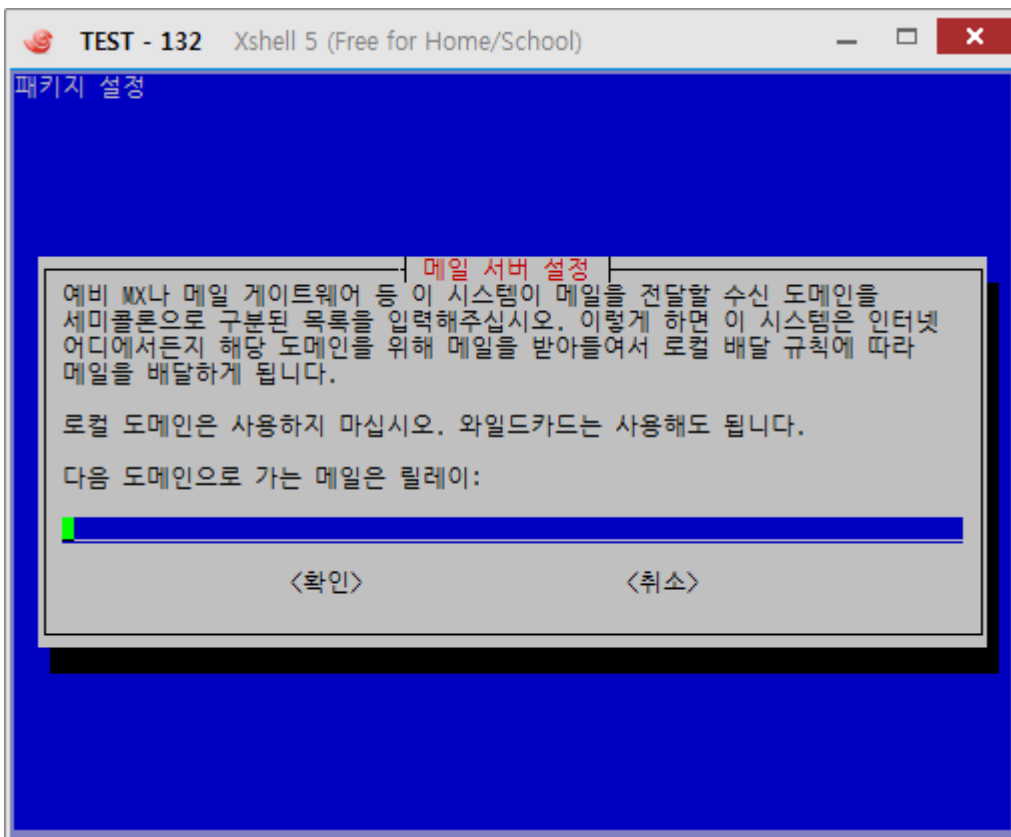 TEST - 132 Xshell 5 (Free for Home/School)
패키지 설정
메일 서버 설정
예비 MX나 메일 게이트웨어 등 이 시스템이 메일을 전달할 수신 도메인을
세미콜론으로 구분된 목록을 입력해주십시오. 이렇게 하면 이 시스템은 인터넷
어디에서든지 해당 도메인을 위해 메일을 받아들여서 로컬 배달 규칙에 따라
메일을 배달하게 됩니다.
로컬 도메인은 사용하지 마십시오. 와일드카드는 사용해도 됩니다.
다음 도메인으로 가는 메일은 릴레이:
<확인> <취소>